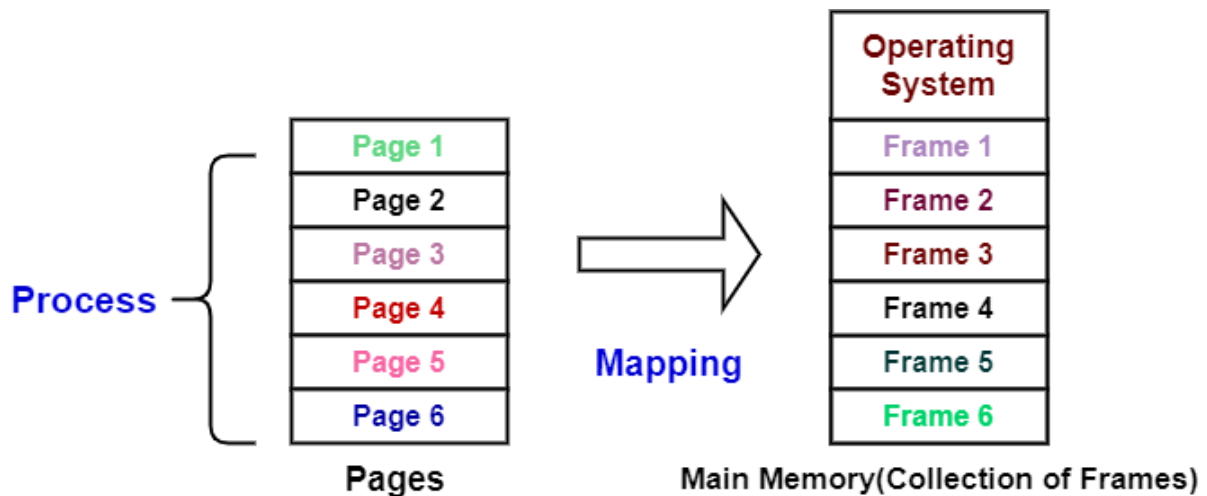 Process
Page 1
Page 2
Page 3
Page 4
Page 5
Page 6
Pages
Mapping
Operating
System
Frame 1
Frame 2
Frame 3
Frame 4
Frame 5
Frame 6
Main Memory(Collection of Frames)